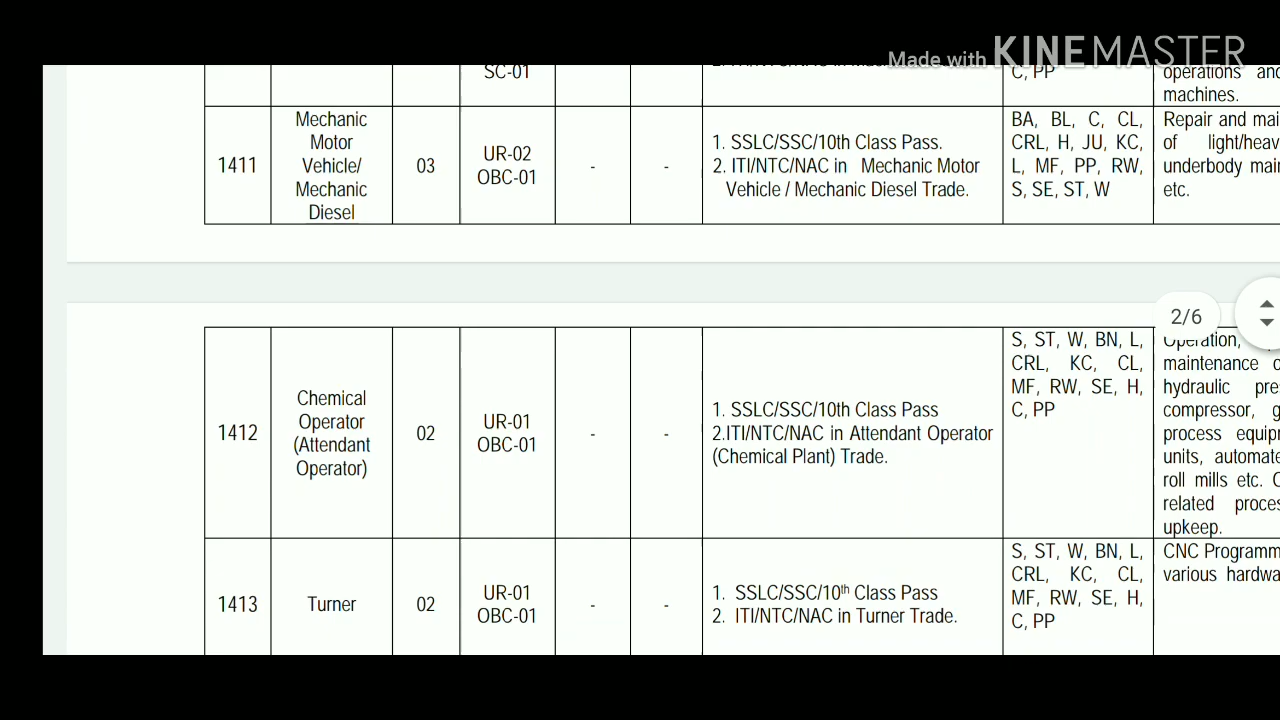 Made with KINEMASTER
SC-01
C, PP
operations and
machines.
1411
Mechanic
Motor
Vehicle/
Mechanic
Diesel
03
UR-02
OBC-01
-
-
1. SSLC/SSC/10th Class Pass.
2. ITI/NTC/NAC in Mechanic Motor
Vehicle / Mechanic Diesel Trade.
BA, BL, C, CL,
CRL, H, JU, KC,
L, MF, PP, RW,
S, SE, ST, W
Repair and mai
of light/heav
underbody mai
etc.
2/6
1412
Chemical
Operator
(Attendant
Operator)
02
UR-01
OBC-01
-
-
1. SSLC/SSC/10th Class Pass
2.ITI/NTC/NAC in Attendant Operator
(Chemical Plant) Trade.
S, ST, W, BN, L,
CRL, KC, CL,
MF, RW, SE, H,
C, PP
Operation,
maintenance o
hydraulic pre
compressor, g
process equip
units, automate
roll mills etc. C
related proces
upkeep.
1413
Turner
02
UR-01
OBC-01
-
-
1. SSLC/SSC/10th Class Pass
2. ITI/NTC/NAC in Turner Trade.
S, ST, W, BN, L,
CRL, KC, CL,
MF, RW, SE, H,
C, PP
CNC Programm
various hardwa